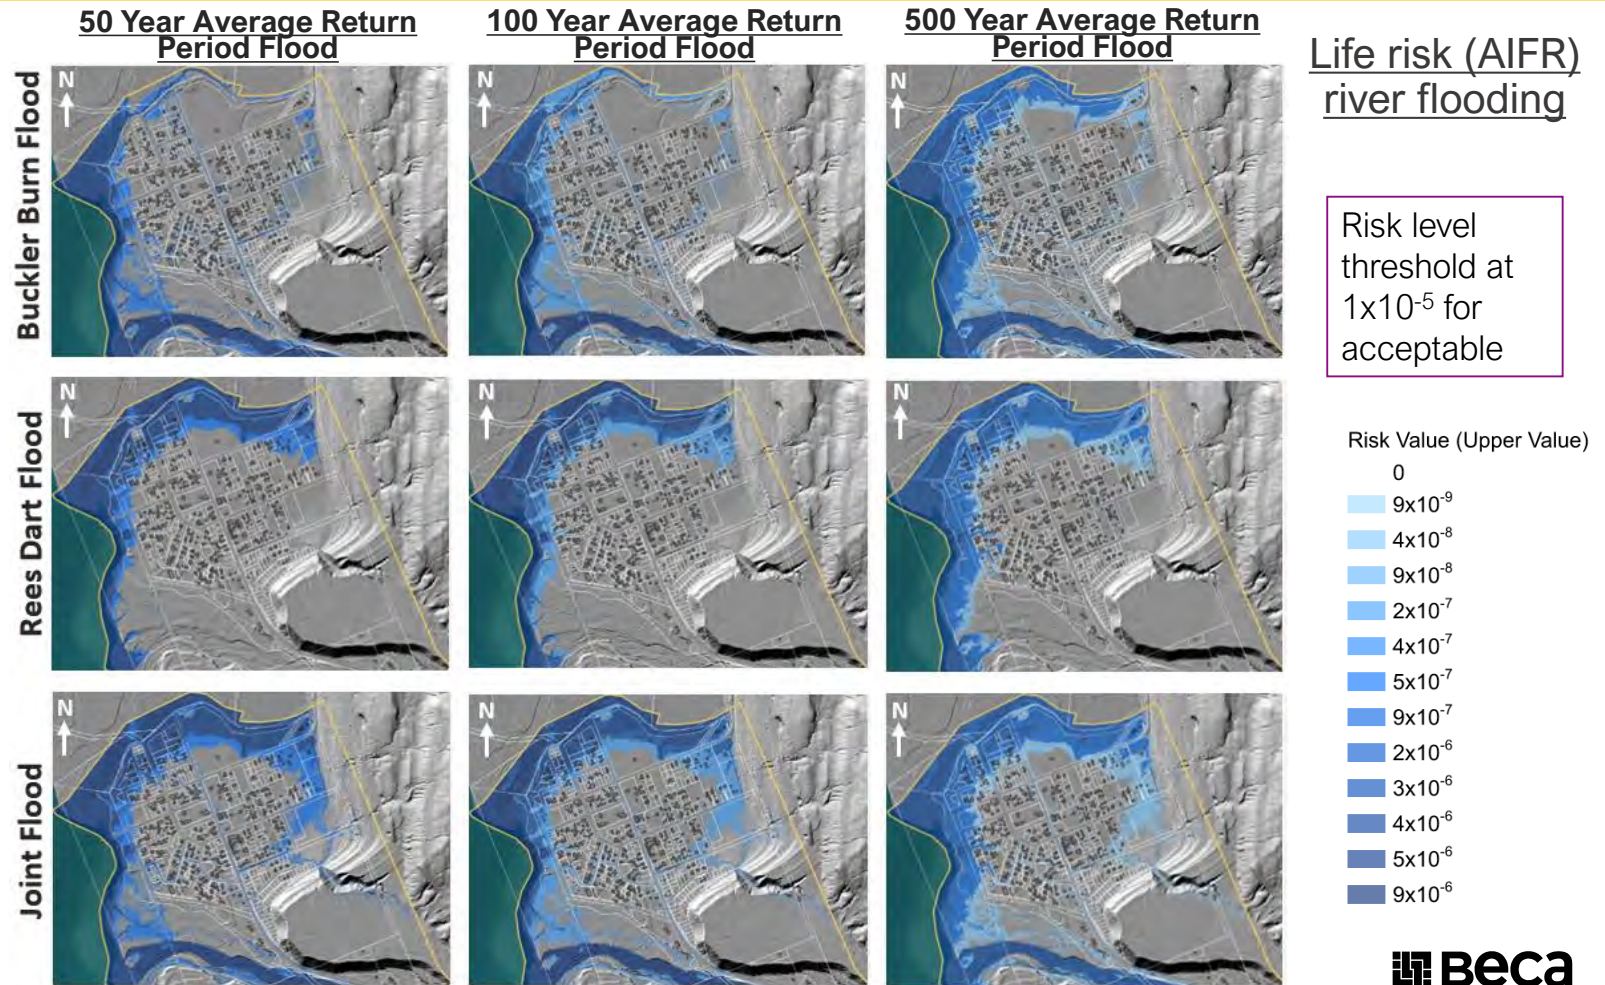 50 Year Average Return
Period Flood
100 Year Average Return
Period Flood
500 Year Average Return
Period Flood
Life risk (AIFR)
river flooding
Buckler Burn Flood
N
N
N
Risk level
threshold at
1x10⁻⁵ for
acceptable
Rees Dart Flood
N
N
N
Risk Value (Upper Value)
0
9x10⁻⁹
4x10⁻⁸
9x10⁻⁸
2x10⁻⁷
4x10⁻⁷
5x10⁻⁷
9x10⁻⁷
2x10⁻⁶
3x10⁻⁶
4x10⁻⁶
5x10⁻⁶
9x10⁻⁶
Joint Flood
N
N
N
Beca